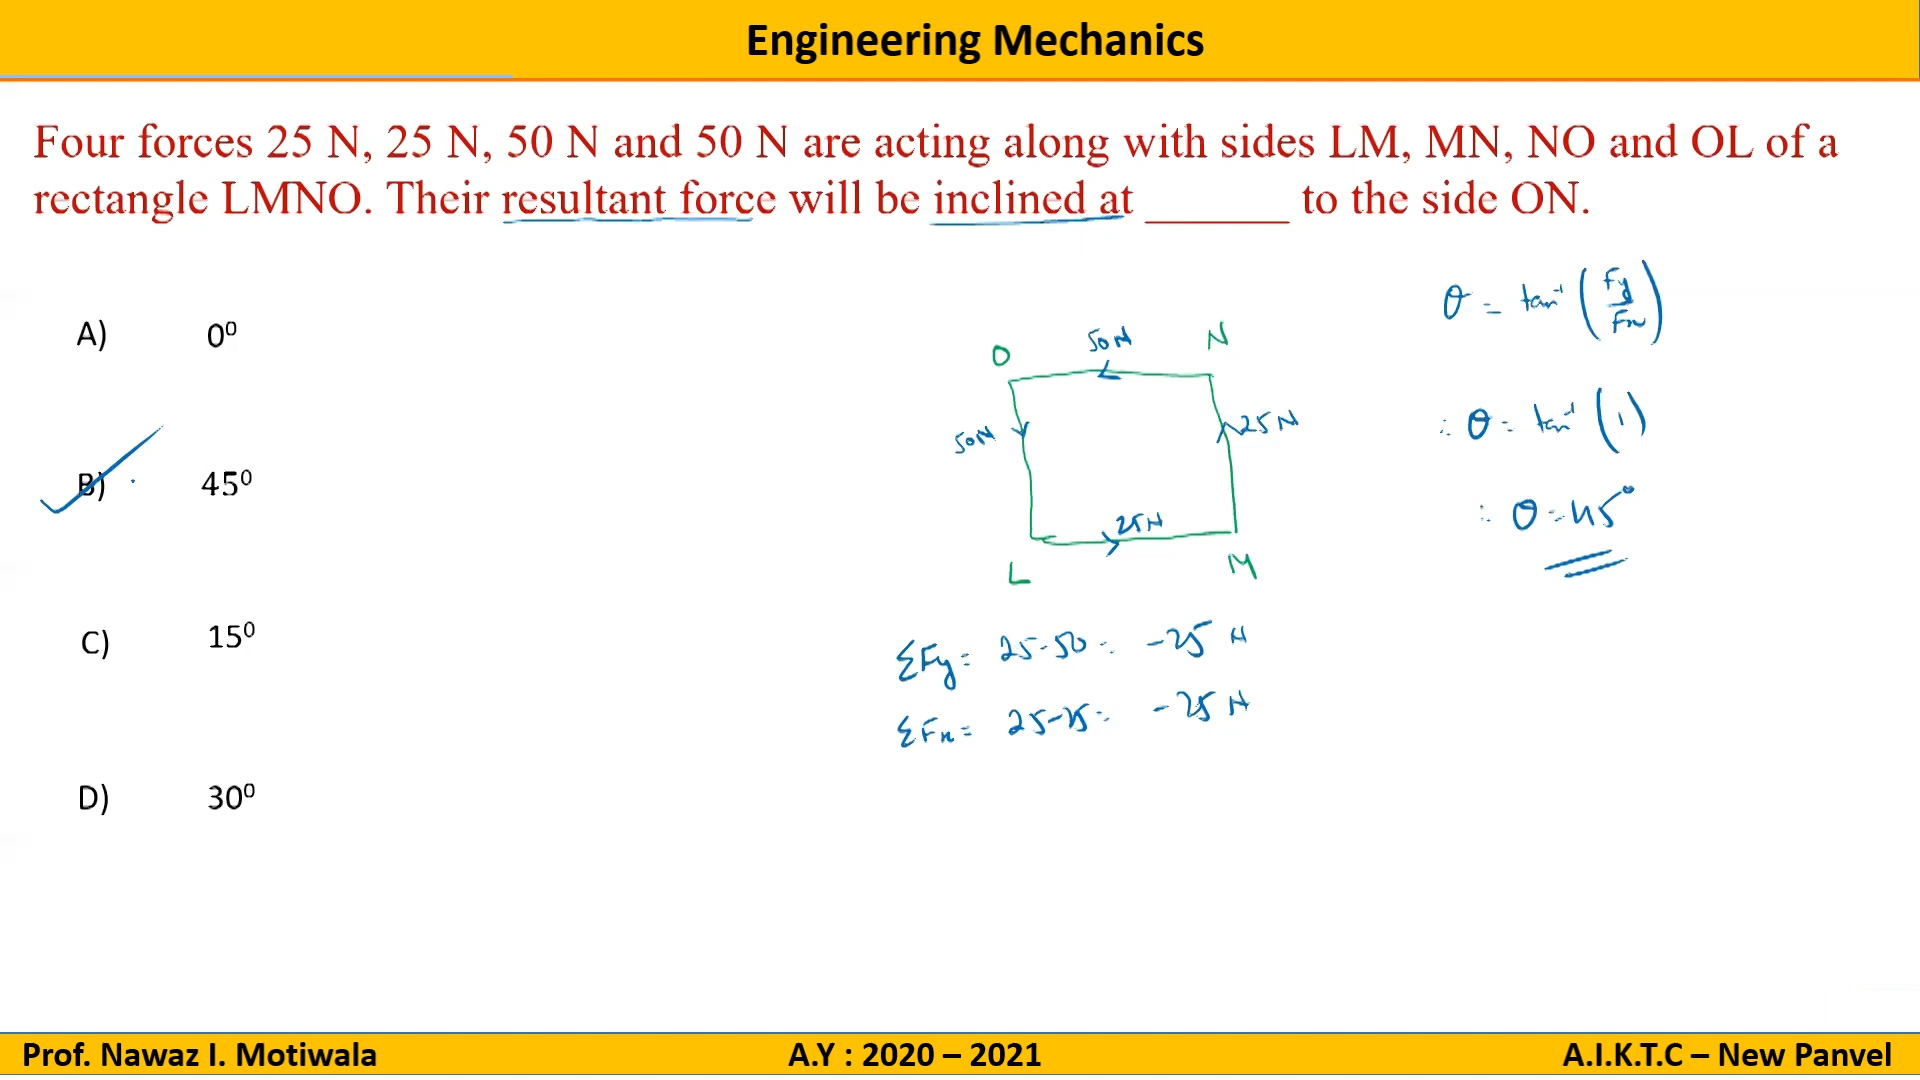 Engineering Mechanics
Four forces 25 N, 25 N, 50 N and 50 N are acting along with sides LM, MN, NO and OL of a
rectangle LMNO. Their resultant force will be inclined at ______ to the side ON.
A) 0⁰
B) 45⁰
C) 15⁰
D) 30⁰
O 50N N
50N 25N
25N
L M
ΣFy = 25-50 = -25 N
ΣFx = 25-25 = -25 N
θ = tan⁻¹ (Fy/Fx)
∴ θ = tan⁻¹ (1)
∴ θ = 45°
Prof. Nawaz I. Motiwala A.Y : 2020 – 2021 A.I.K.T.C – New Panvel